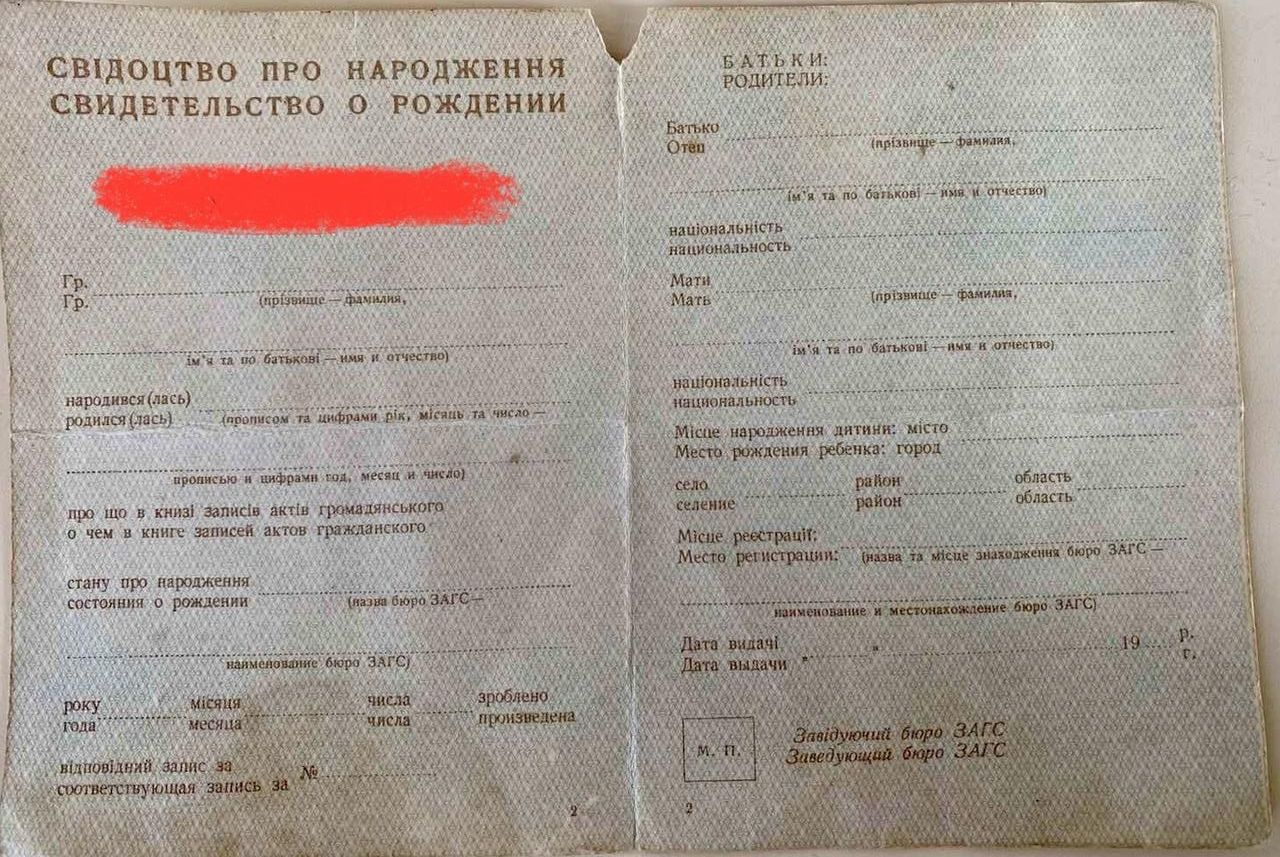 СВІДОЦТВО ПРО НАРОДЖЕННЯ
СВИДЕТЕЛЬСТВО О РОЖДЕНИИ
Гр.
Гр.
(прізвище — фамилия,
ім'я та по батькові — имя и отчество)
народився (лась)
родился (лась)
(прописом та цифрами рік, місяць та число —
прописью и цифрами год, месяц и число)
про що в книзі записів актів громадянського
о чем в книге записей актов гражданского
стану про народження
состояния о рождении
(назва бюро ЗАГС —
наименование бюро ЗАГС)
року місяця числа зроблено
года месяца числа произведена
відповідний запис за
соответствующая запись за №
2
БАТЬКИ:
РОДИТЕЛИ:
Батько
Отец
(прізвище — фамилия,
ім'я та по батькові — имя и отчество)
національність
национальность
Мати
Мать
(прізвище — фамилия,
ім'я та по батькові — имя и отчество)
національність
национальность
Місце народження дитини: місто
Место рождения ребенка: город
село район область
селение район область
Місце реєстрації:
Место регистрации:
(назва та місце знаходження бюро ЗАГС —
наименование и местонахождение бюро ЗАГС)
Дата видачі " 19 р.
Дата выдачи " г.
М. П.
Завідуючий бюро ЗАГС
Заведующий бюро ЗАГС
2